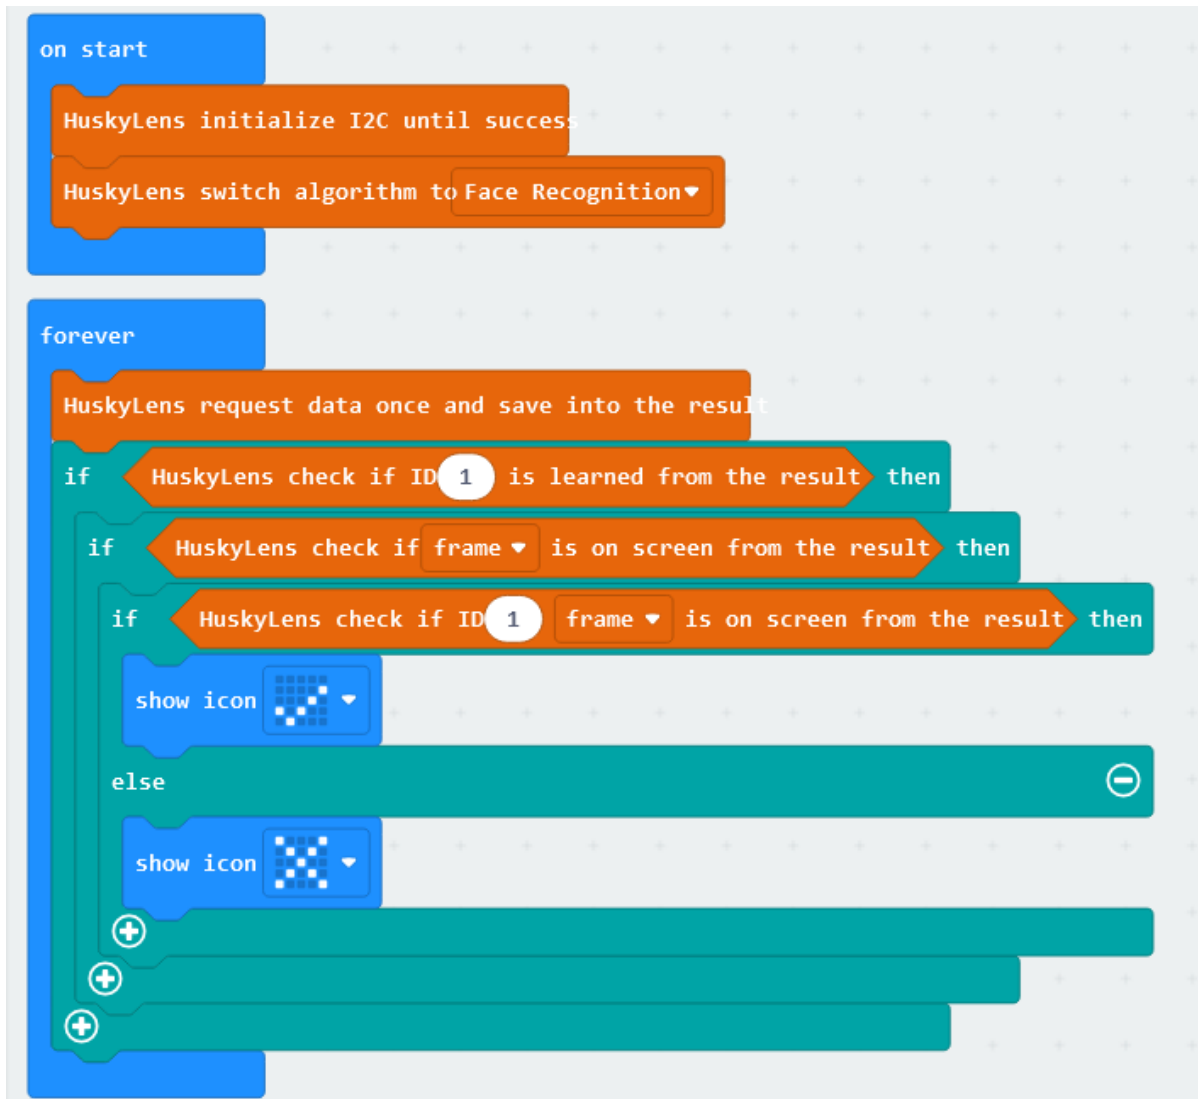 on start
HuskyLens initialize I2C until success
HuskyLens switch algorithm to Face Recognition
forever
HuskyLens request data once and save into the result
if HuskyLens check if ID 1 is learned from the result then
if HuskyLens check if frame is on screen from the result then
if HuskyLens check if ID 1 frame is on screen from the result then
show icon
else
show icon